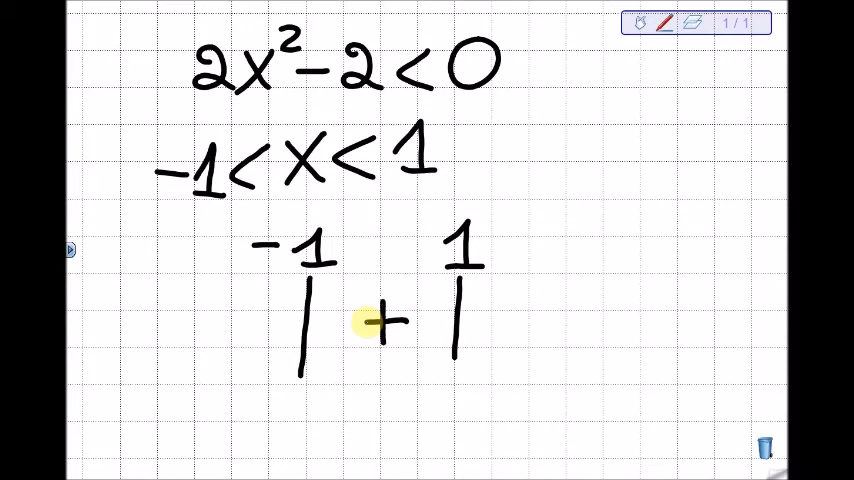 1 / 1
2x² - 2 < 0
-1 < x < 1
-1 1
+